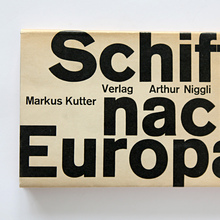 Schif
Verlag Arthur Niggli
Markus Kutter
nac
Europa